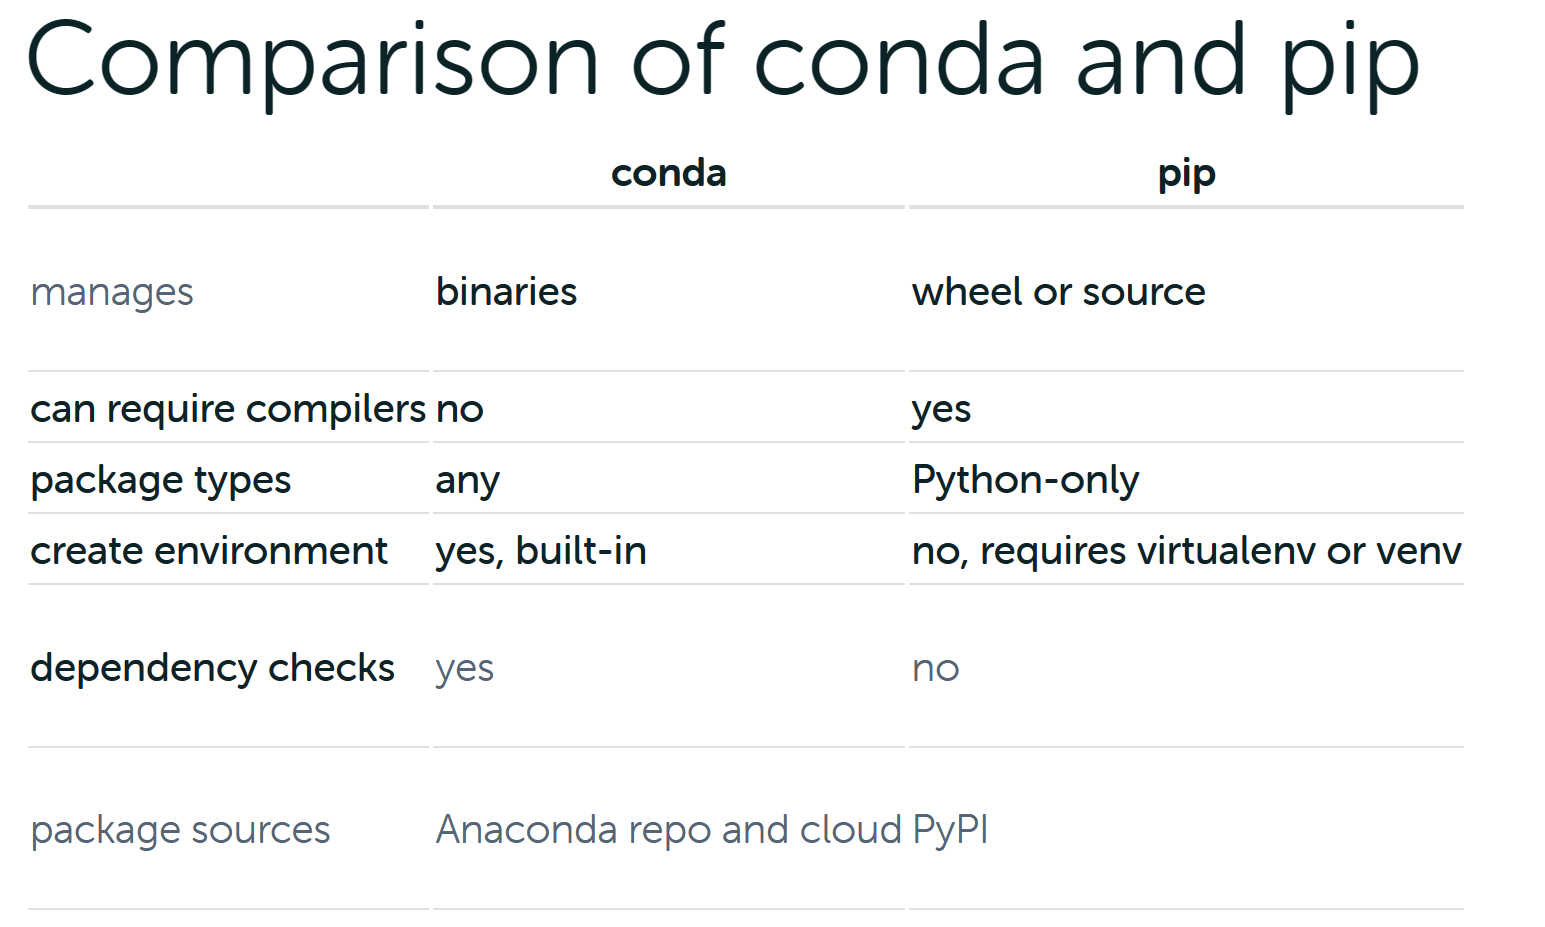 Comparison of conda and pip
conda pip
manages binaries wheel or source
can require compilers no yes
package types any Python-only
create environment yes, built-in no, requires virtualenv or venv
dependency checks yes no
package sources Anaconda repo and cloud PyPI